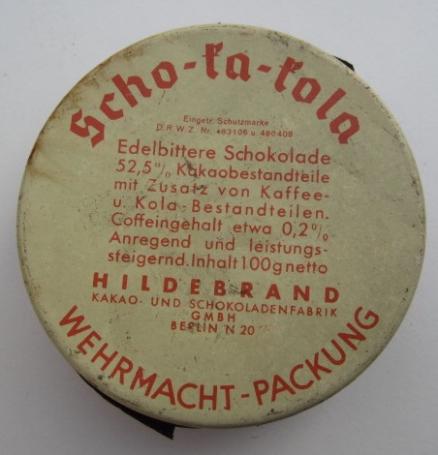 Scho-ka-kola
Eingetr. Schutzmarke
D.R.W.Z. Nr. 463106 u. 480408
Edelbittere Schokolade
52,5% Kakaobestandteile
mit Zusatz von Kaffee-
u. Kola-Bestandteilen.
Coffeingehalt etwa 0,2%
Anregend und leistungs-
steigernd. Inhalt 100g netto
HILDEBRAND
KAKAO- UND SCHOKOLADENFABRIK
GMBH
BERLIN N 20
WEHRMACHT-PACKUNG